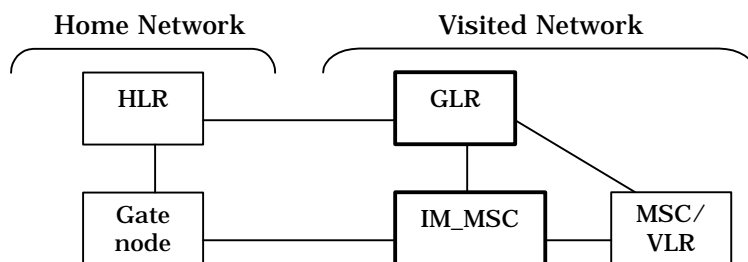 Home Network
Visited Network
HLR
GLR
Gate
node
IM_MSC
MSC/
VLR